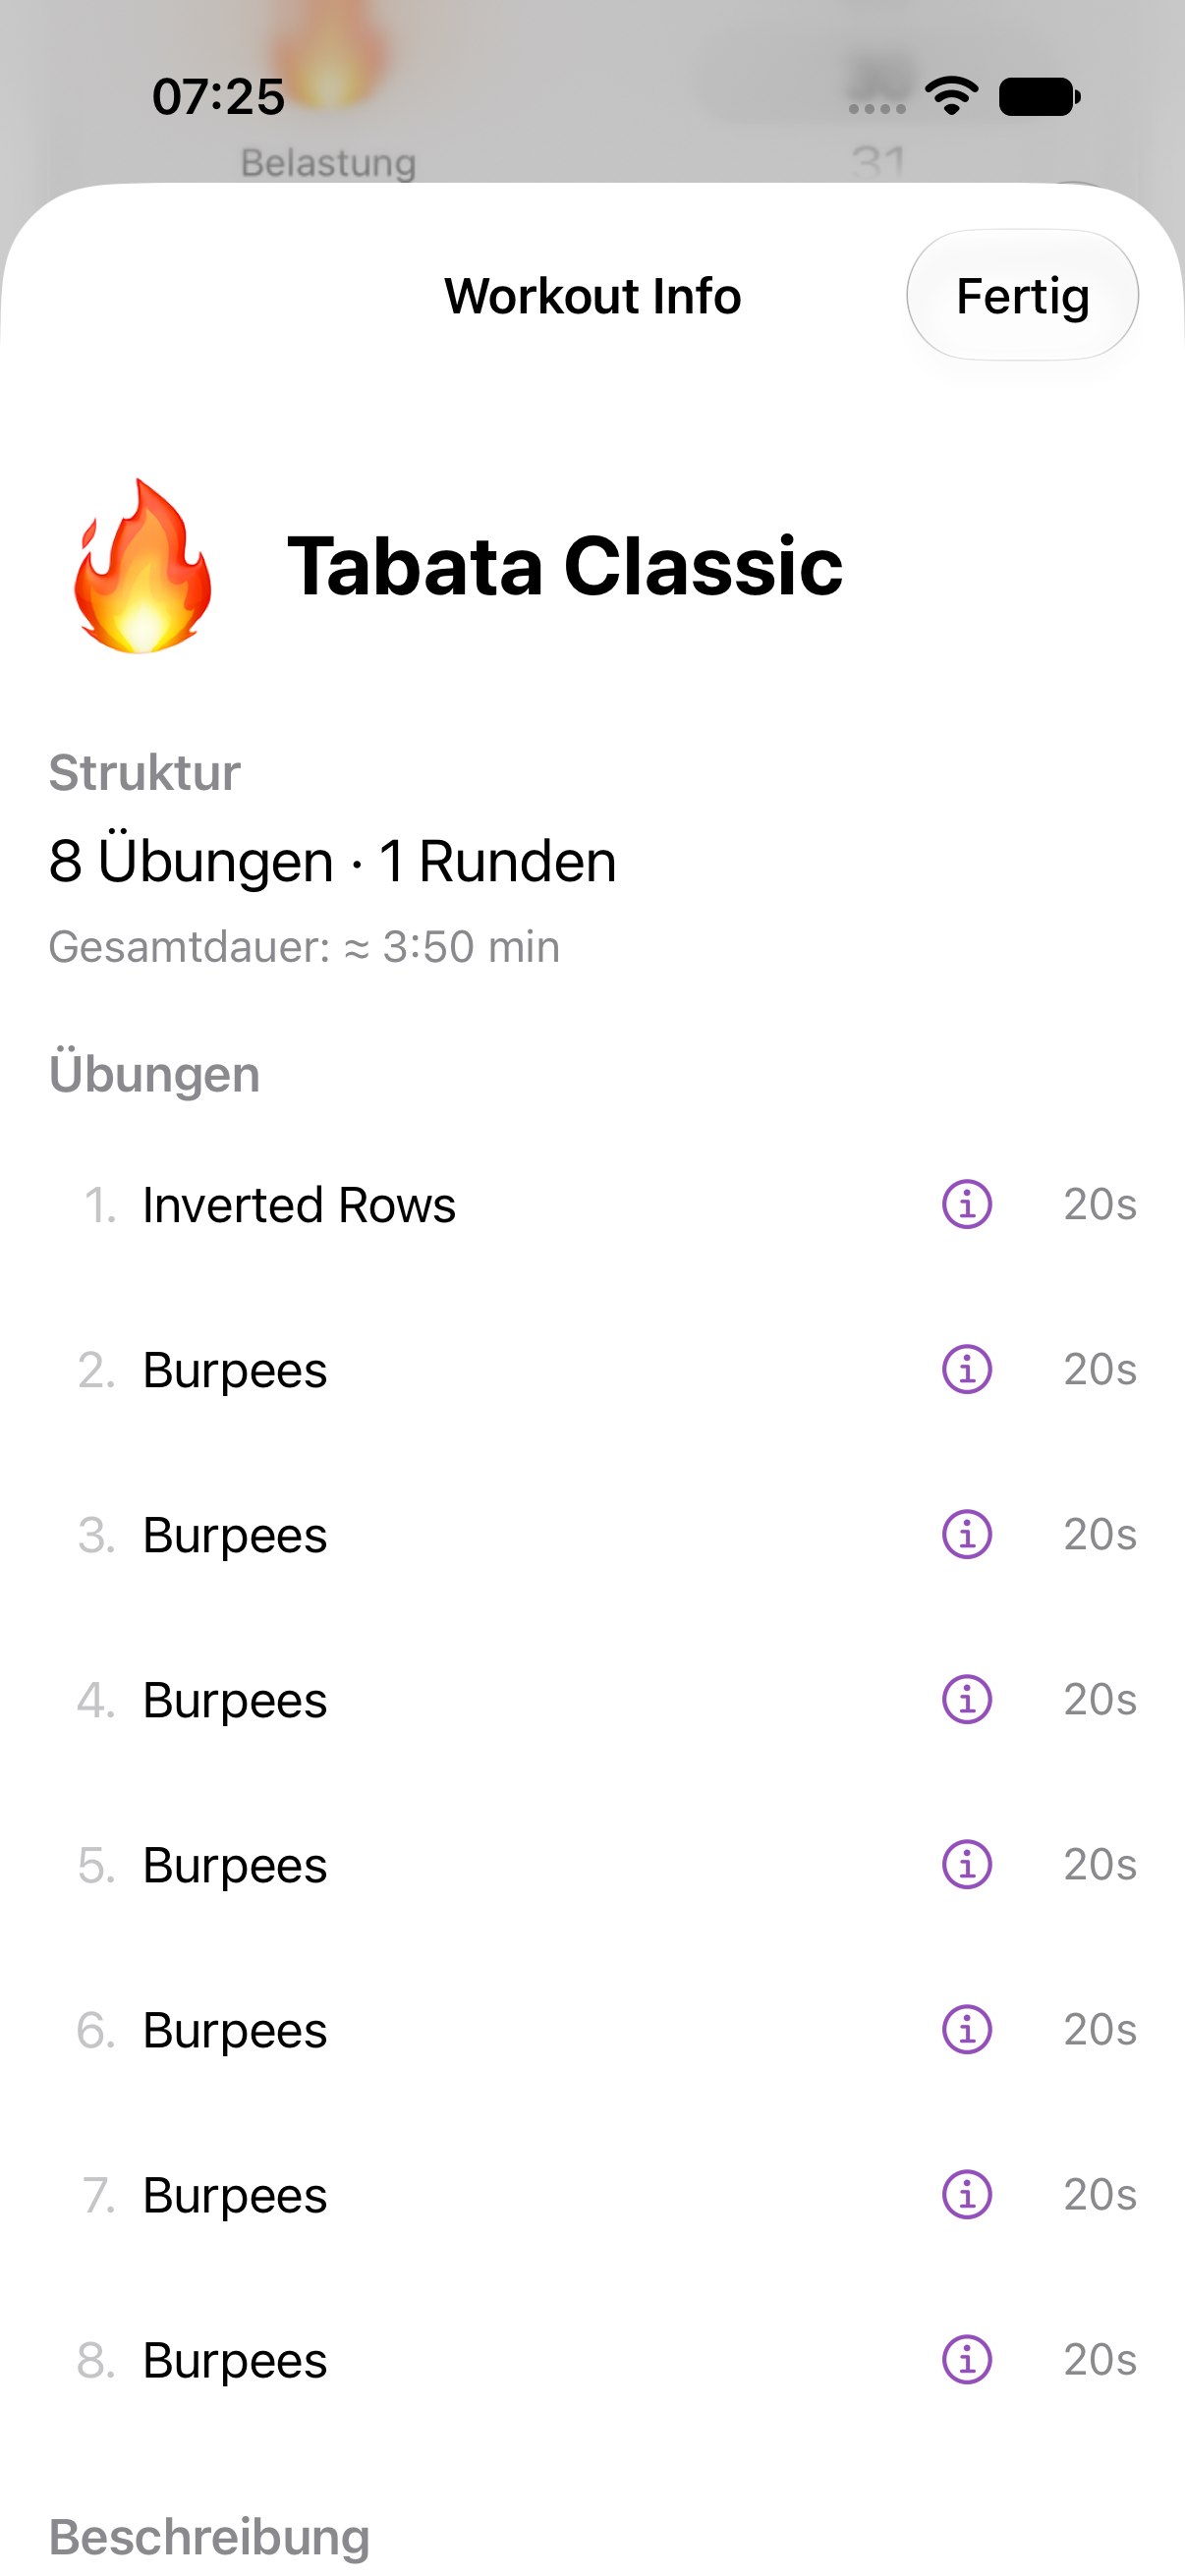 07:25
Belastung
31
Workout Info
Fertig
Tabata Classic
Struktur
8 Übungen · 1 Runden
Gesamtdauer: ≈ 3:50 min
Übungen
1. Inverted Rows 20s
2. Burpees 20s
3. Burpees 20s
4. Burpees 20s
5. Burpees 20s
6. Burpees 20s
7. Burpees 20s
8. Burpees 20s
Beschreibung